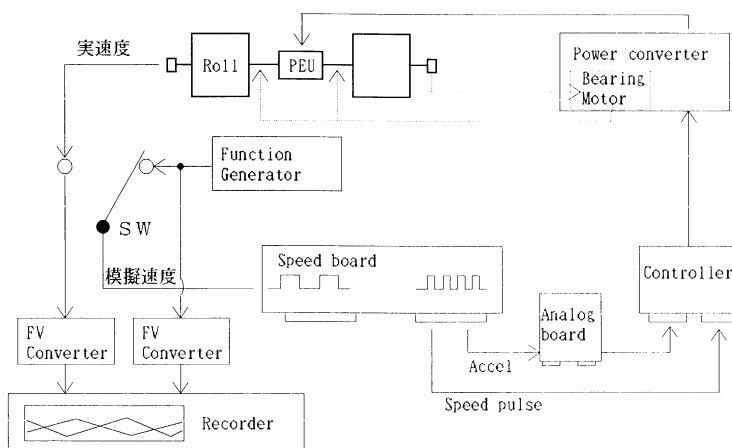 実速度
Roll
PEU
Power converter
Bearing
Motor
Function
Generator
SW
模擬速度
Speed board
Controller
Analog
board
FV
Converter
FV
Converter
Accel
Speed pulse
Recorder